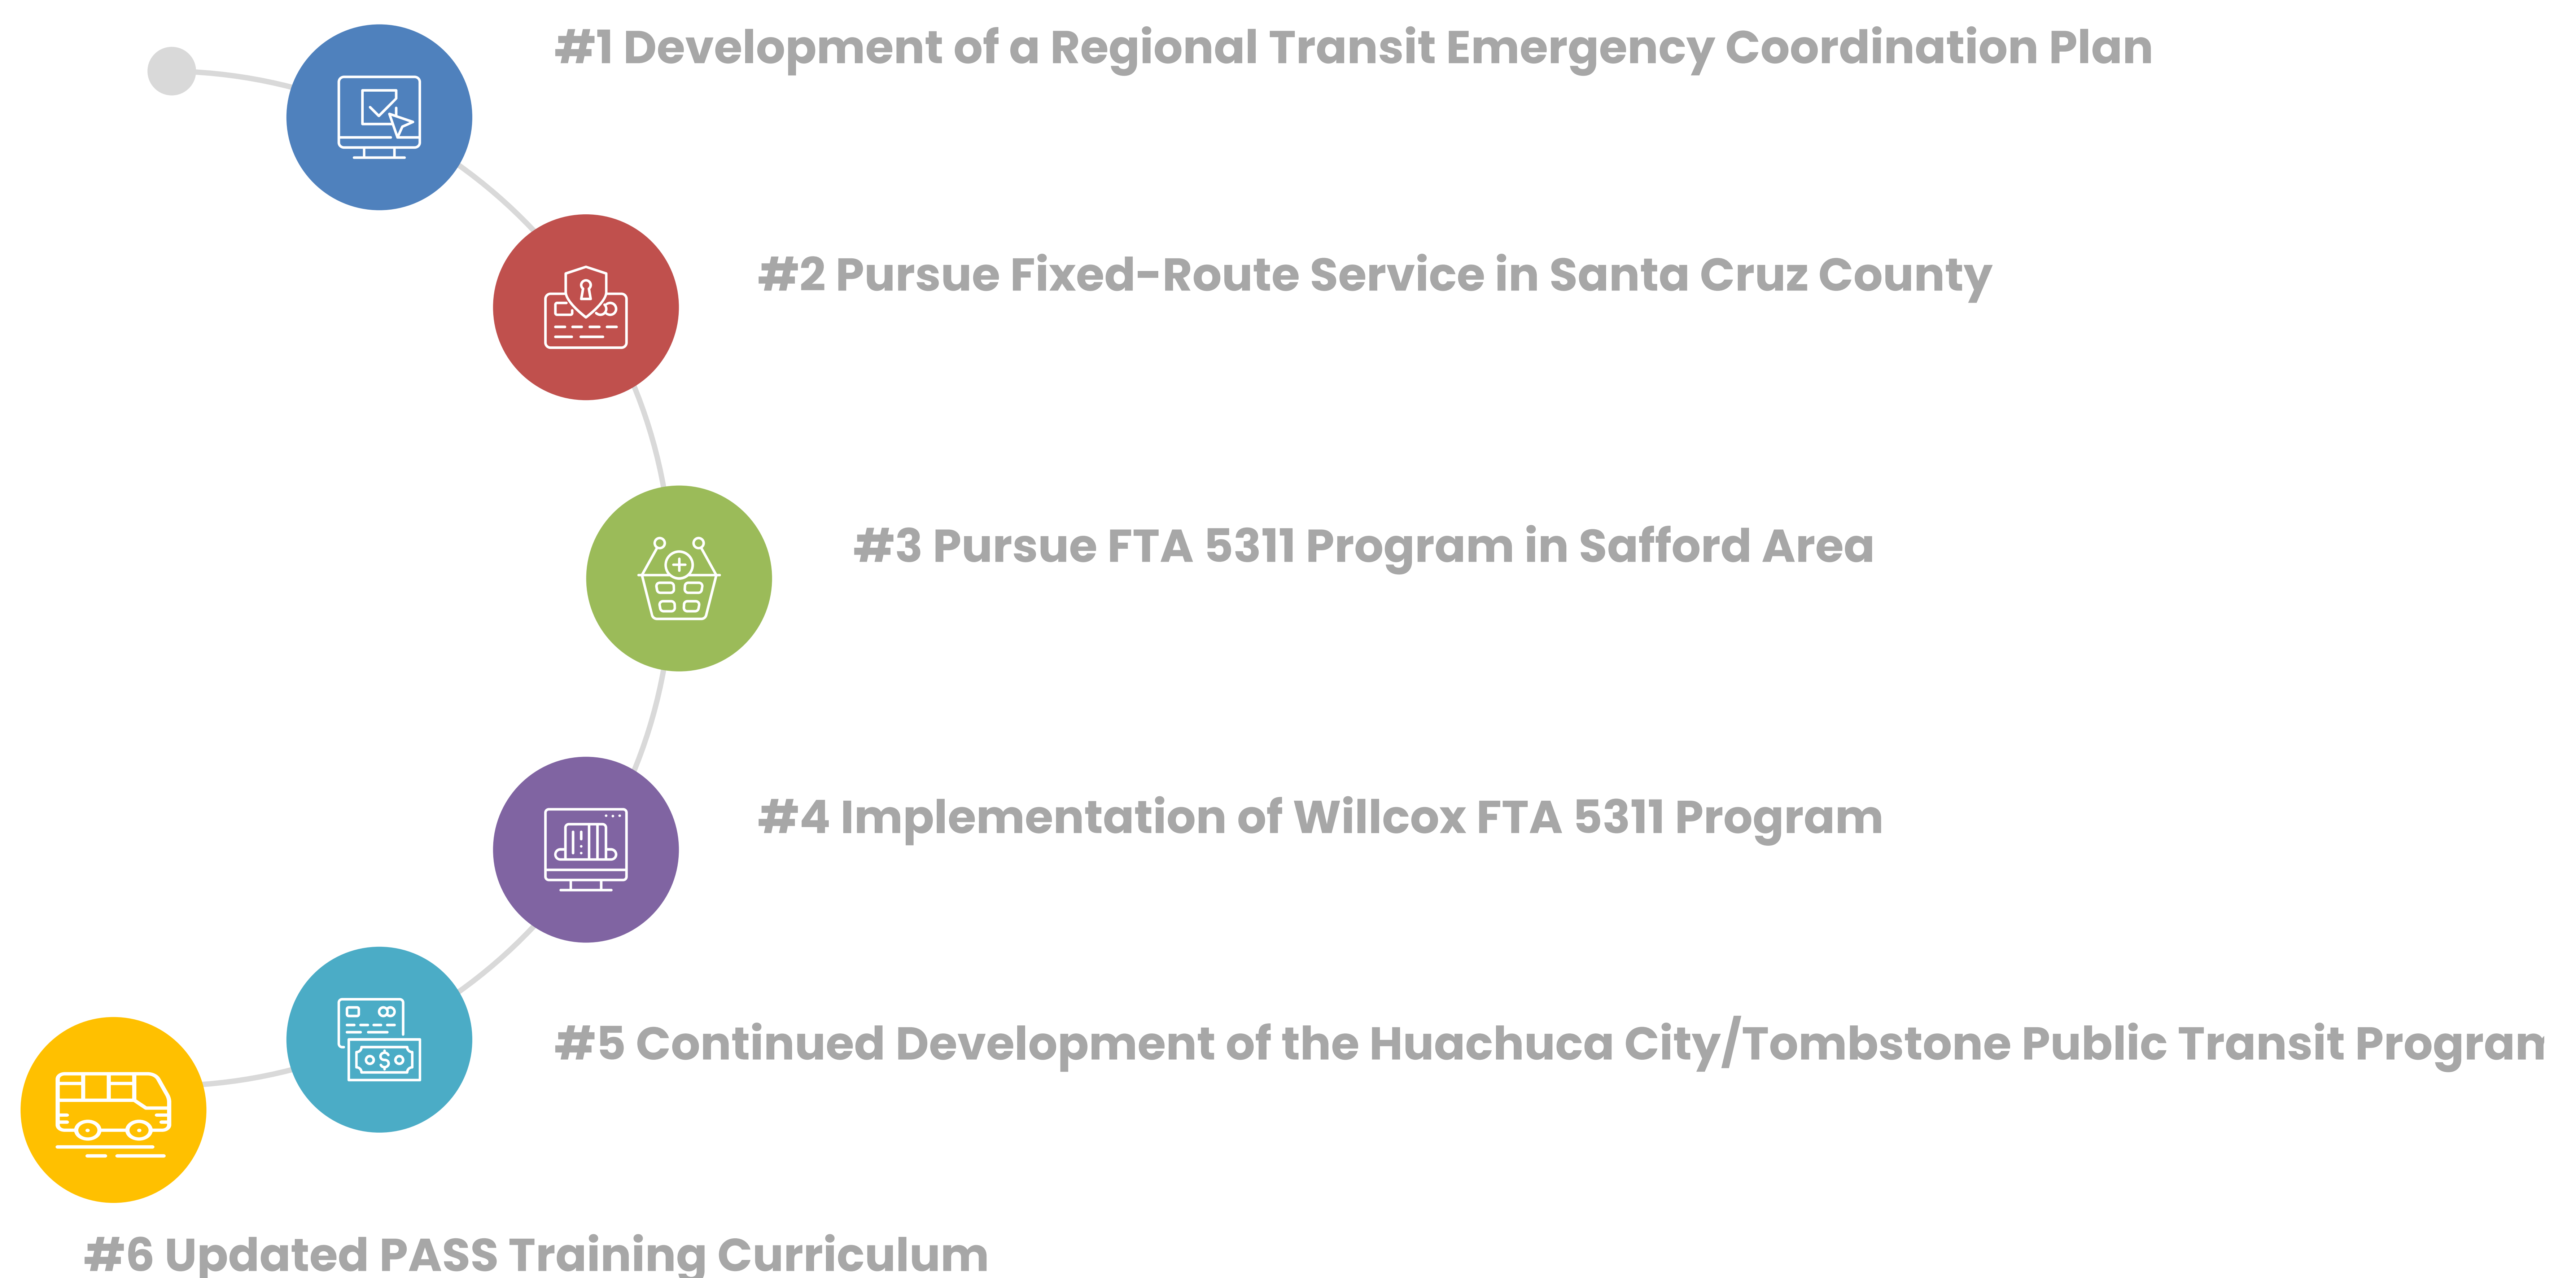 #1 Development of a Regional Transit Emergency Coordination Plan
#2 Pursue Fixed-Route Service in Santa Cruz County
#3 Pursue FTA 5311 Program in Safford Area
#4 Implementation of Willcox FTA 5311 Program
#5 Continued Development of the Huachuca City/Tombstone Public Transit Program
#6 Updated PASS Training Curriculum